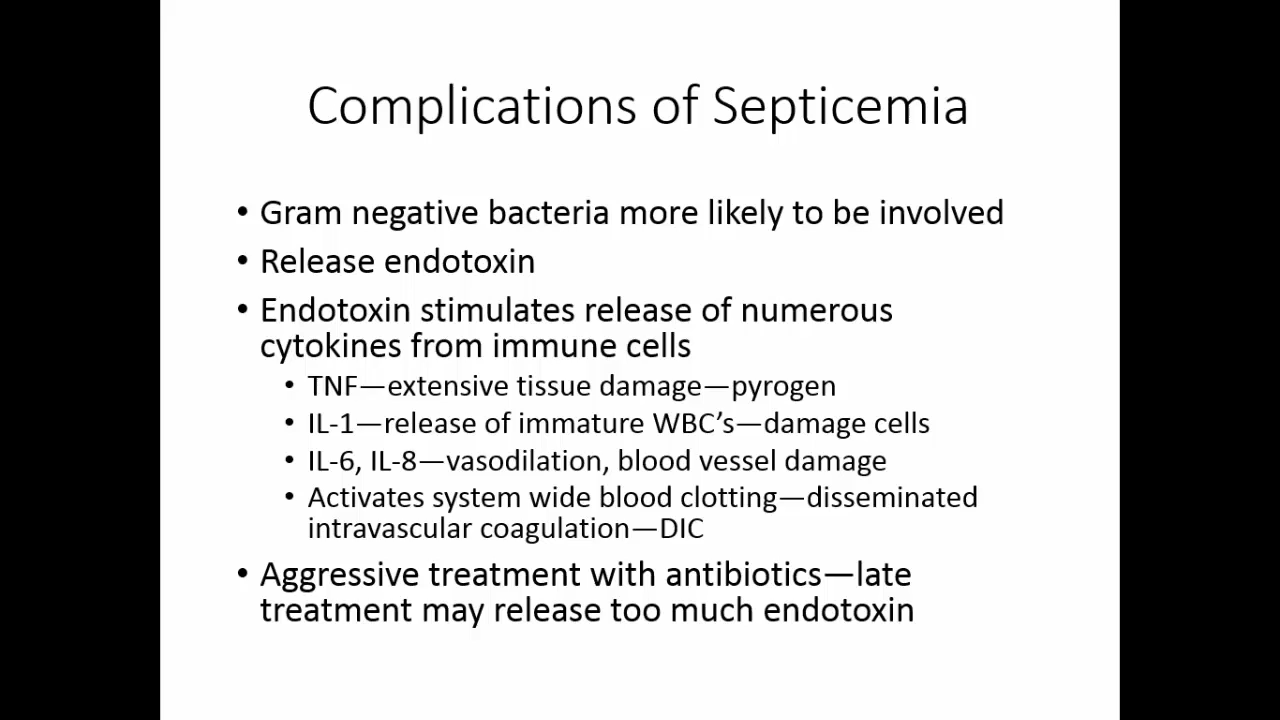 Complications of Septicemia
• Gram negative bacteria more likely to be involved
• Release endotoxin
• Endotoxin stimulates release of numerous
cytokines from immune cells
• TNF—extensive tissue damage—pyrogen
• IL-1—release of immature WBC’s—damage cells
• IL-6, IL-8—vasodilation, blood vessel damage
• Activates system wide blood clotting—disseminated
intravascular coagulation—DIC
• Aggressive treatment with antibiotics—late
treatment may release too much endotoxin